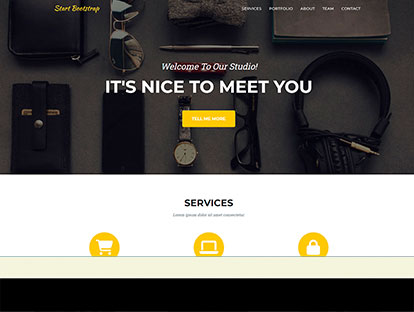 Start Bootstrap
SERVICES PORTFOLIO ABOUT TEAM CONTACT
Welcome To Our Studio!
IT'S NICE TO MEET YOU
TELL ME MORE
SERVICES
Lorem ipsum dolor sit amet consectetur.